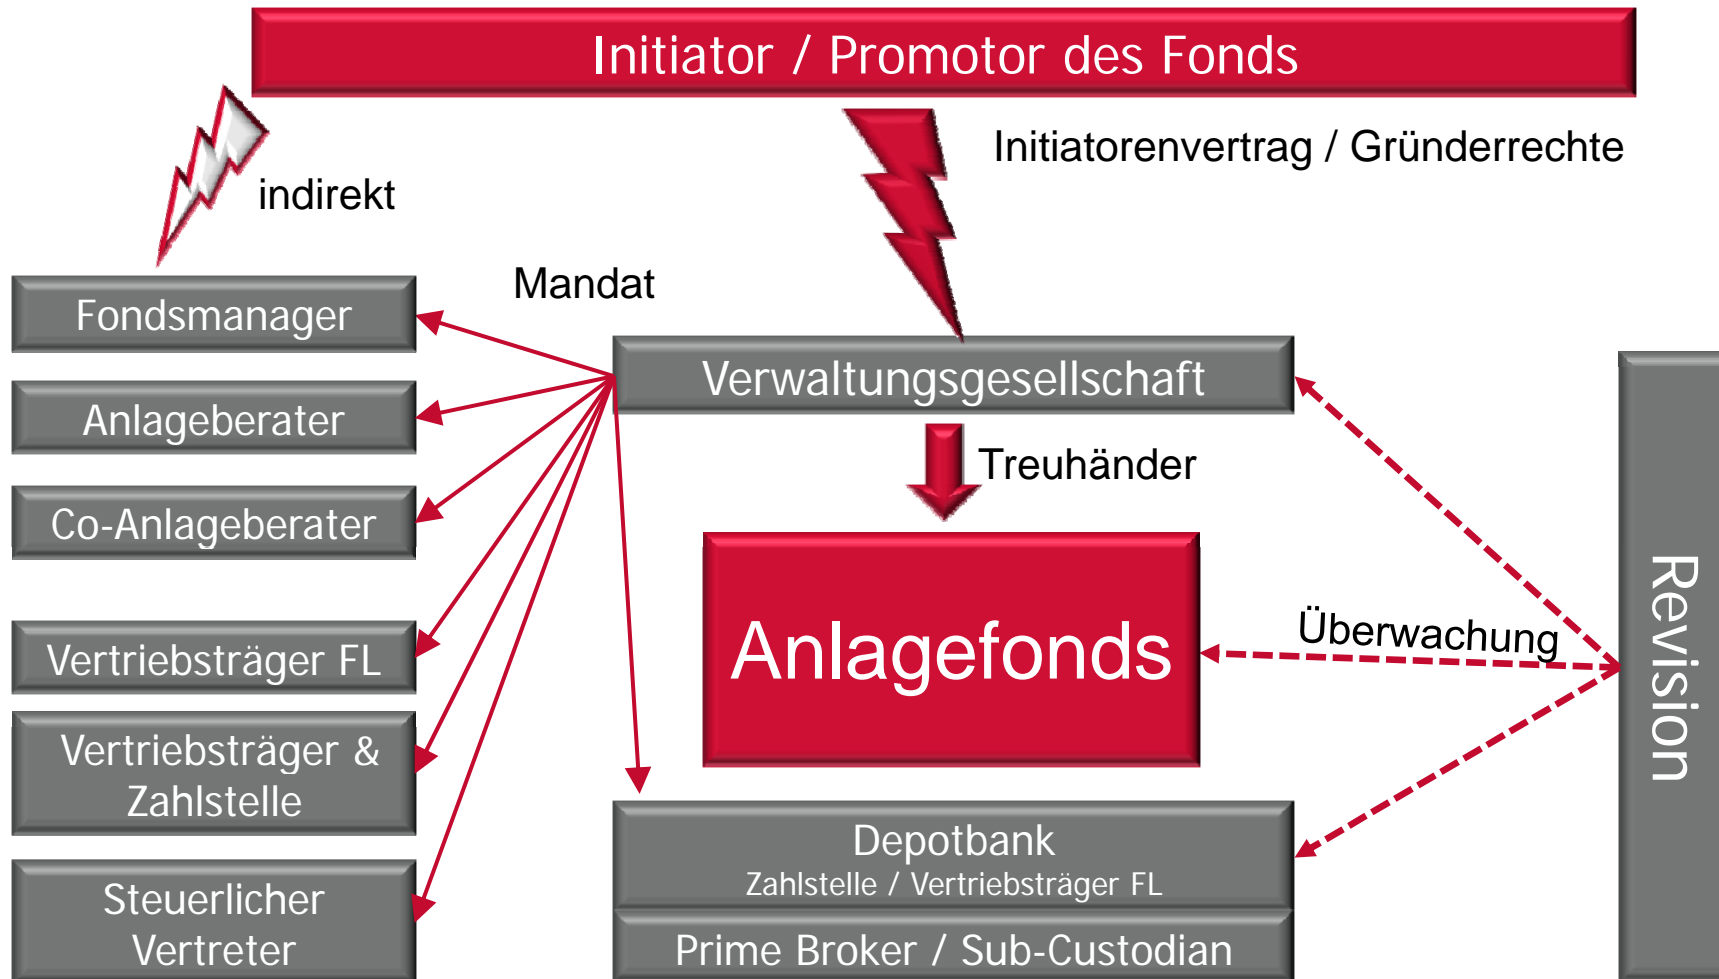 Initiator / Promotor des Fonds
Initiatorenvertrag / Gründerrechte
indirekt
Mandat
Fondsmanager
Verwaltungsgesellschaft
Anlageberater
Treuhänder
Co-Anlageberater
Anlagefonds
Überwachung
Revision
Vertriebsträger FL
Vertriebsträger &
Zahlstelle
Depotbank
Zahlstelle / Vertriebsträger FL
Steuerlicher
Vertreter
Prime Broker / Sub-Custodian